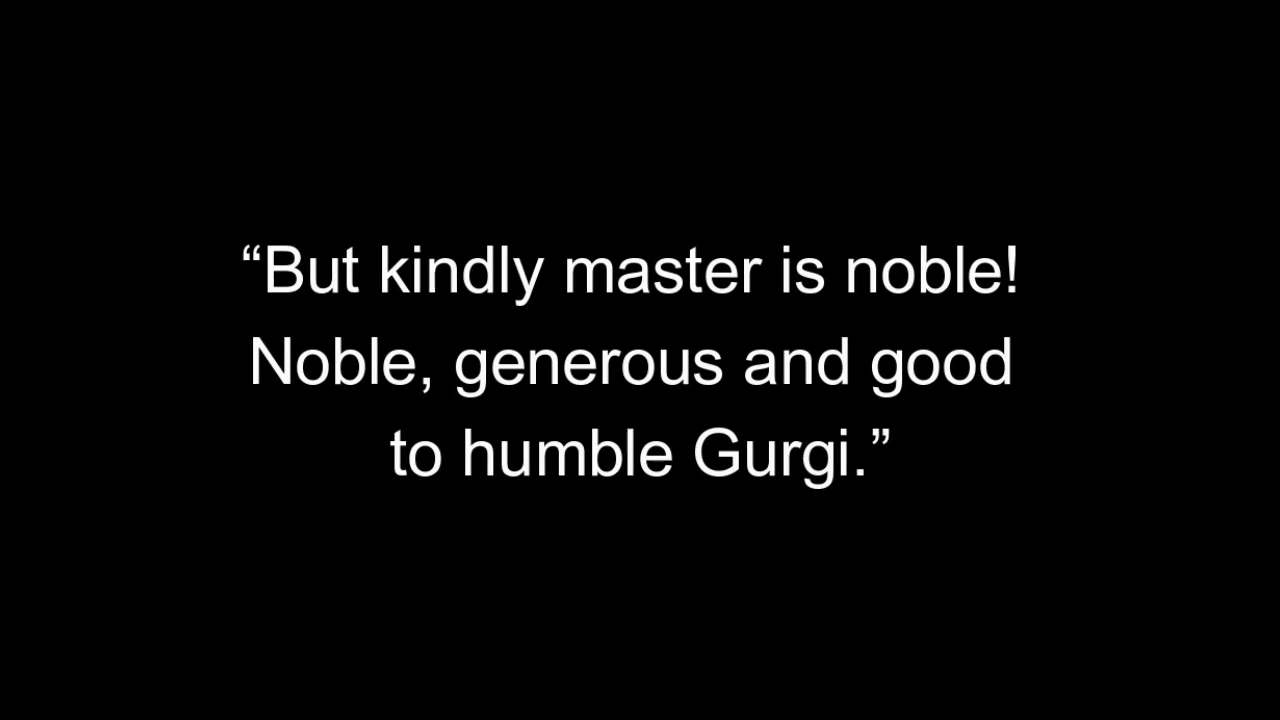 “But kindly master is noble!
Noble, generous and good
to humble Gurgi.”